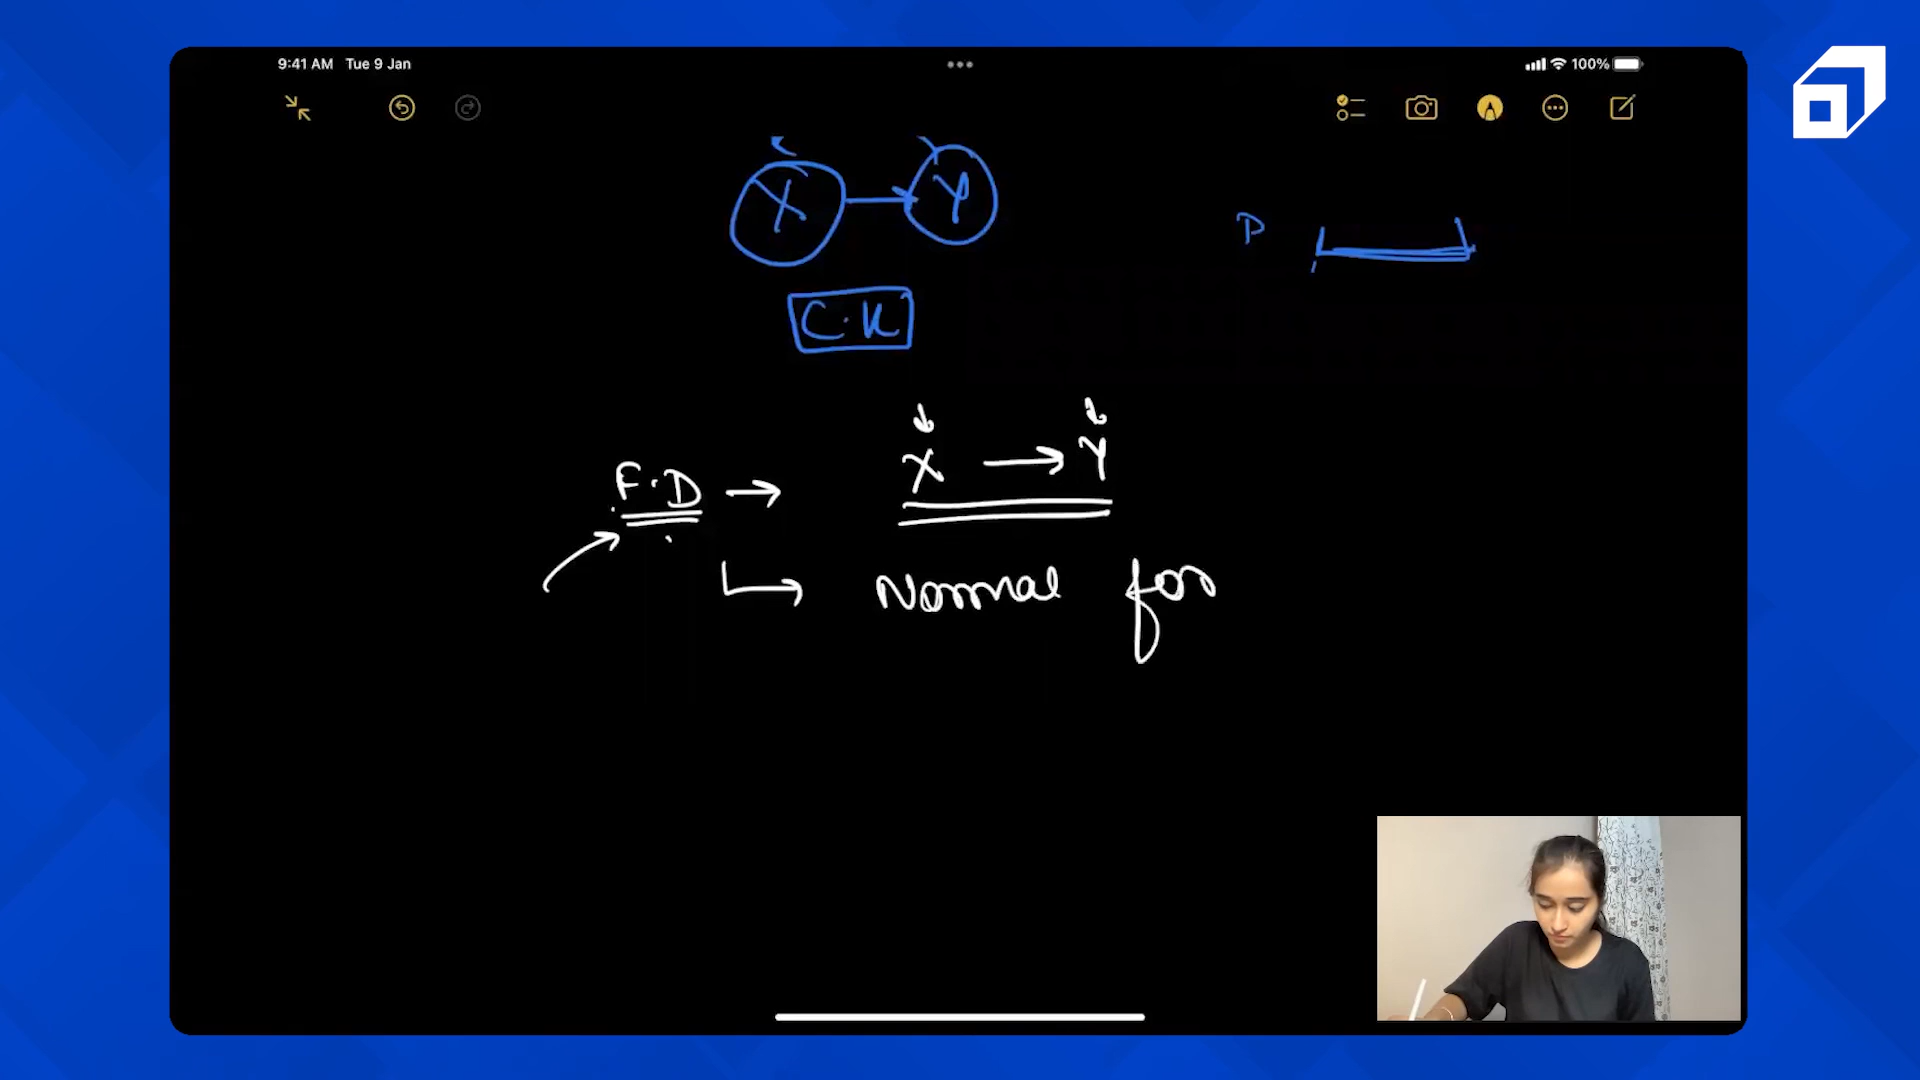 9:41 AM Tue 9 Jan
100%
X → Y
P
C.K
X → Y
F.D →
Normal for